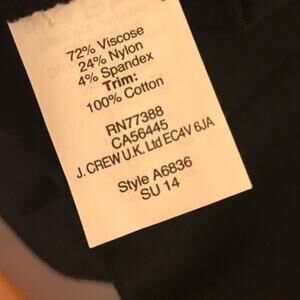 72% Viscose
24% Nylon
4% Spandex
Trim:
100% Cotton
RN77388
CA56445
J. CREW U.K. Ltd EC4V 6JA
Style A6836
SU 14